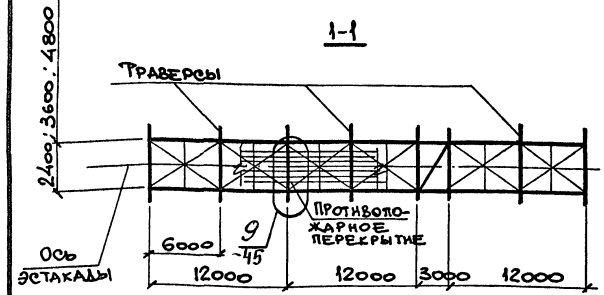 1-1
ТРАВЕРСЫ
2400; 3600; 4800
9
-45
ПРОТИВОПО-
ЖАРНОЕ
ПЕРЕКРЫТИЕ
6000
ОСЬ
ЭСТАКАДЫ
12000
12000
3000
12000